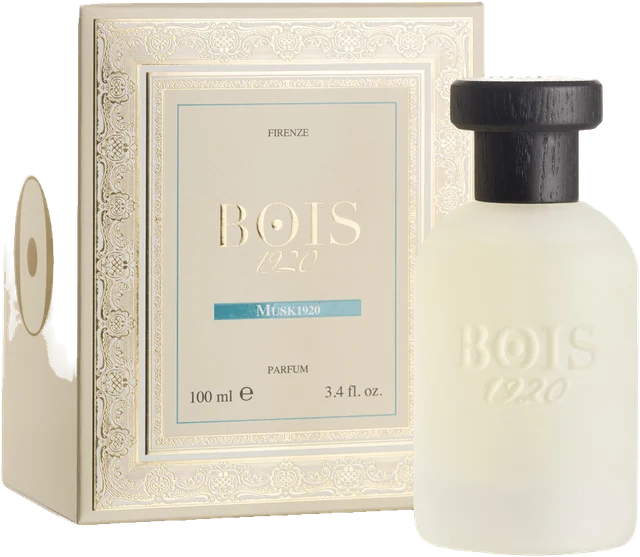 FIRENZE
BOIS
1920
MUSK1920
PARFUM
100 ml e 3.4 fl. oz.
BOIS
1920